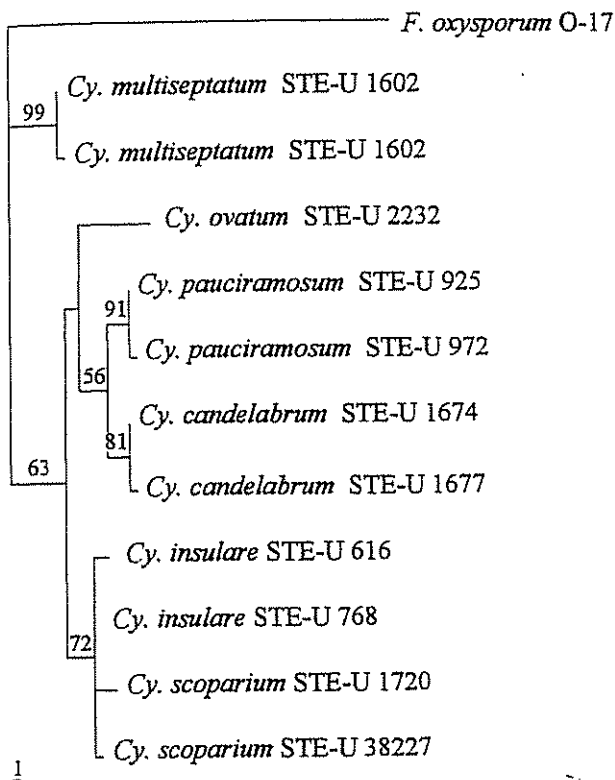 F. oxysporum O-17
Cy. multiseptatum STE-U 1602
99
Cy. multiseptatum STE-U 1602
Cy. ovatum STE-U 2232
Cy. pauciramosum STE-U 925
91
Cy. pauciramosum STE-U 972
56
Cy. candelabrum STE-U 1674
81
63
Cy. candelabrum STE-U 1677
Cy. insulare STE-U 616
Cy. insulare STE-U 768
72
Cy. scoparium STE-U 1720
Cy. scoparium STE-U 38227
1